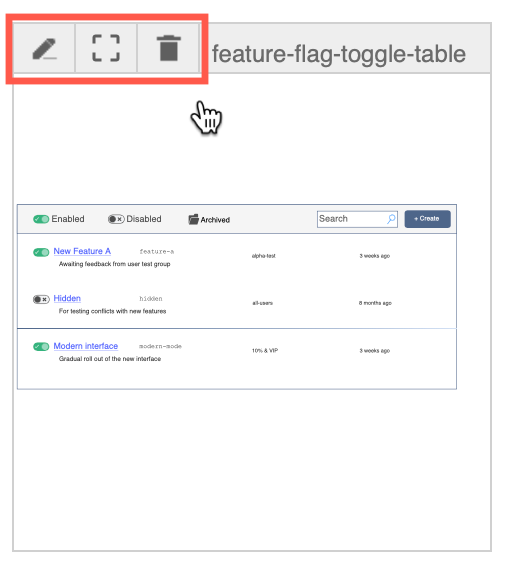 feature-flag-toggle-table
Enabled Disabled Archived Search + Create
New Feature A feature-a alpha-test 3 weeks ago
Awaiting feedback from user test group
Hidden hidden all-users 8 months ago
For testing conflicts with new features
Modern interface modern-mode 10% & VIP 3 weeks ago
Gradual roll out of the new interface